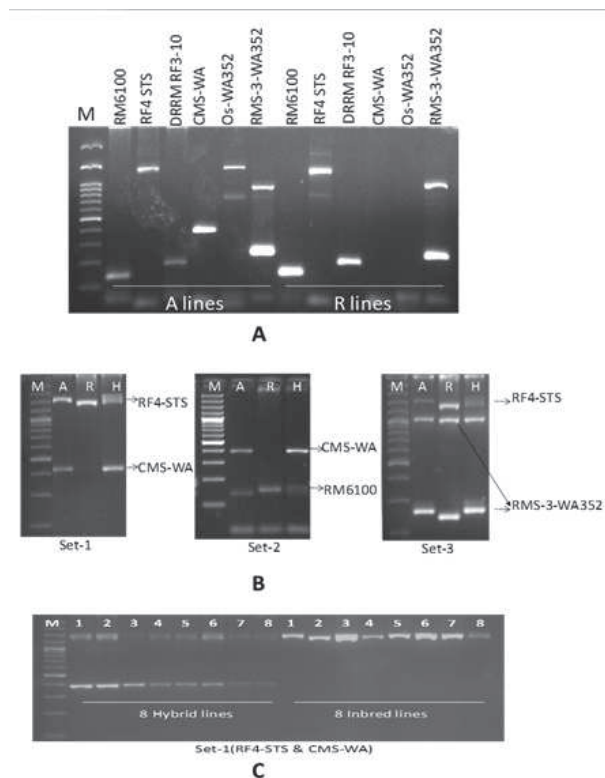 M RM6100 RF4 STS DRRM RF3-10 CMS-WA Os-WA352 RMS-3-WA352 RM6100 RF4 STS DRRM RF3-10 CMS-WA Os-WA352 RMS-3-WA352
A lines R lines
A
M A R H
RF4-STS
CMS-WA
Set-1
M A R H
CMS-WA
RM6100
Set-2
M A R H
RF4-STS
RMS-3-WA352
Set-3
B
M 1 2 3 4 5 6 7 8 1 2 3 4 5 6 7 8
8 Hybrid lines 8 Inbred lines
Set-1(RF4-STS & CMS-WA)
C